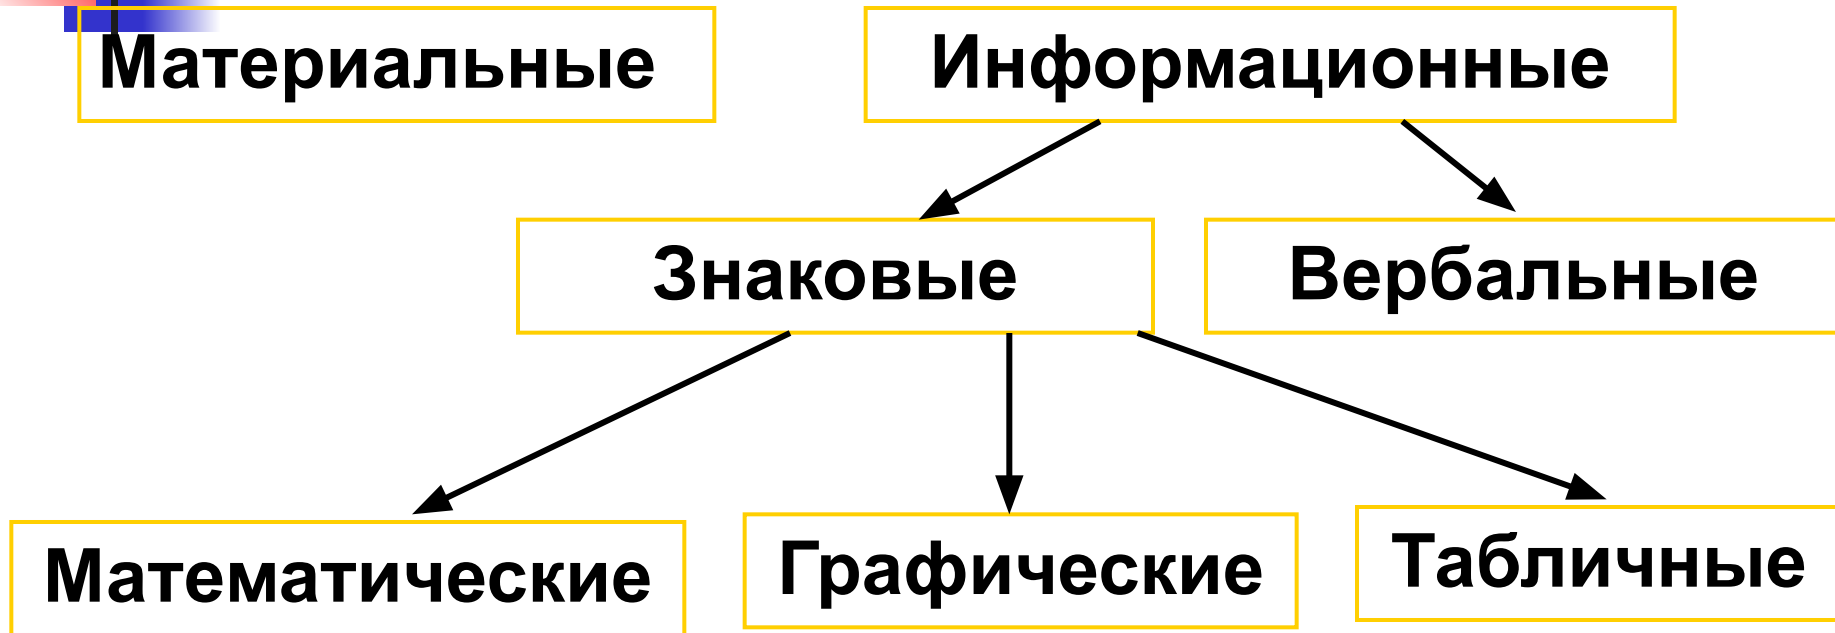 Материальные
Информационные
Знаковые
Вербальные
Математические
Графические
Табличные